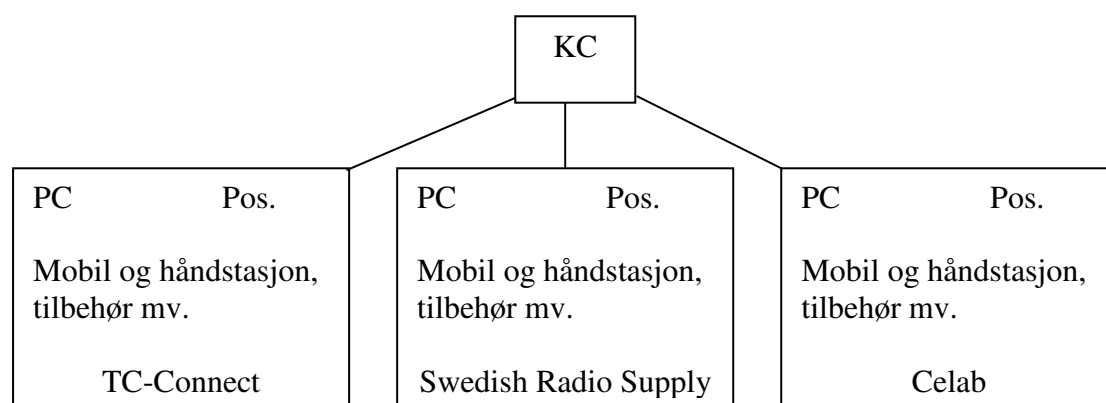 KC
PC Pos.
Mobil og håndstasjon,
tilbehør mv.
TC-Connect
PC Pos.
Mobil og håndstasjon,
tilbehør mv.
Swedish Radio Supply
PC Pos.
Mobil og håndstasjon,
tilbehør mv.
Celab